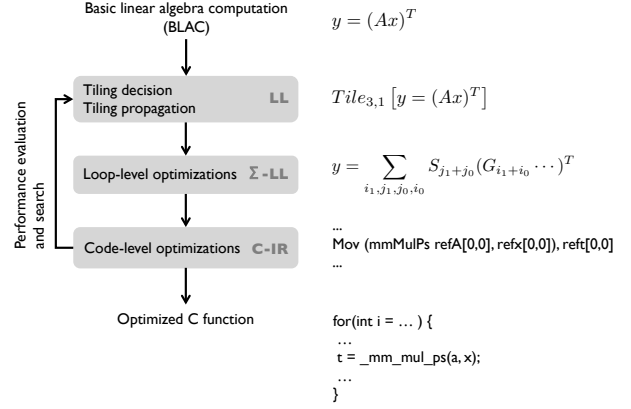 Basic linear algebra computation
(BLAC)
y = (Ax)^T
Performance evaluation
and search
Tiling decision
Tiling propagation
LL
Tile_{3,1} [y = (Ax)^T]
Loop-level optimizations Σ-LL
y = ∑_{i_1,j_1,j_0,i_0} S_{j_1+j_0}(G_{i_1+i_0} ⋯)^T
Code-level optimizations C-IR
...
Mov (mmMulPs refA[0,0], refx[0,0]), reft[0,0]
...
Optimized C function
for(int i = … ) {
…
t = _mm_mul_ps(a, x);
…
}